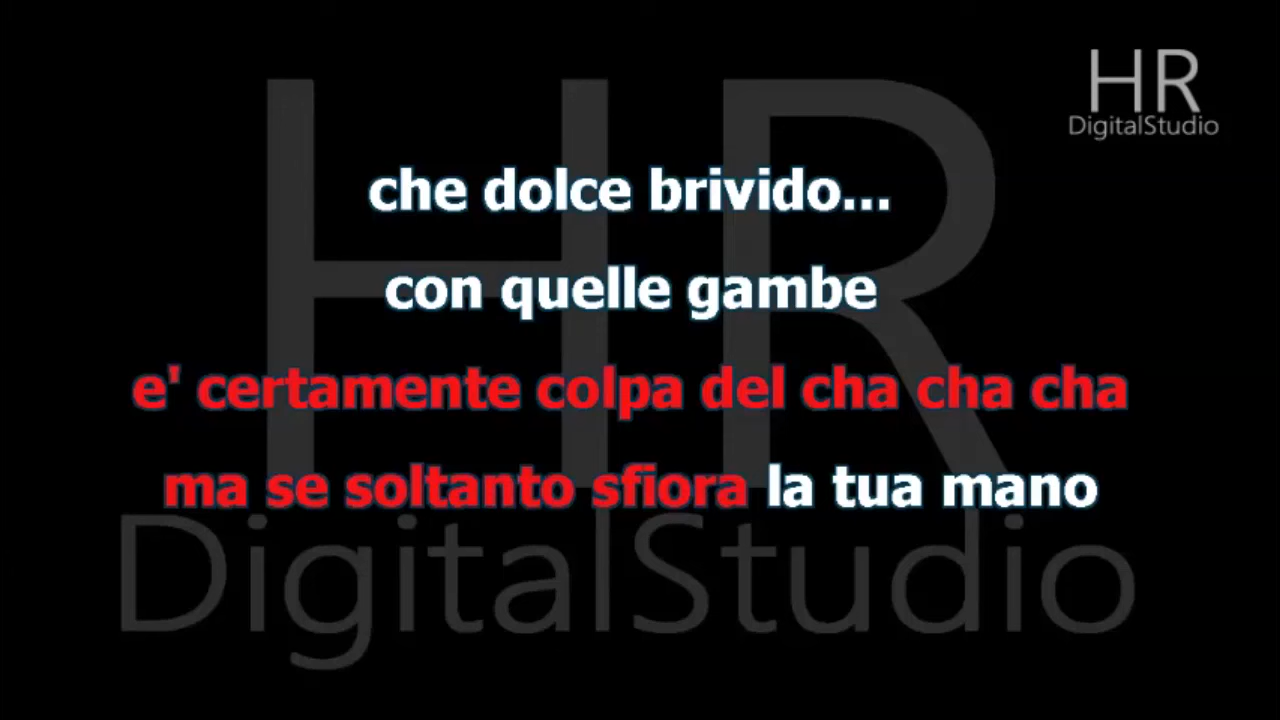 HR
DigitalStudio
che dolce brivido...
con quelle gambe
e' certamente colpa del cha cha cha
ma se soltanto sfiora la tua mano
HR
DigitalStudio